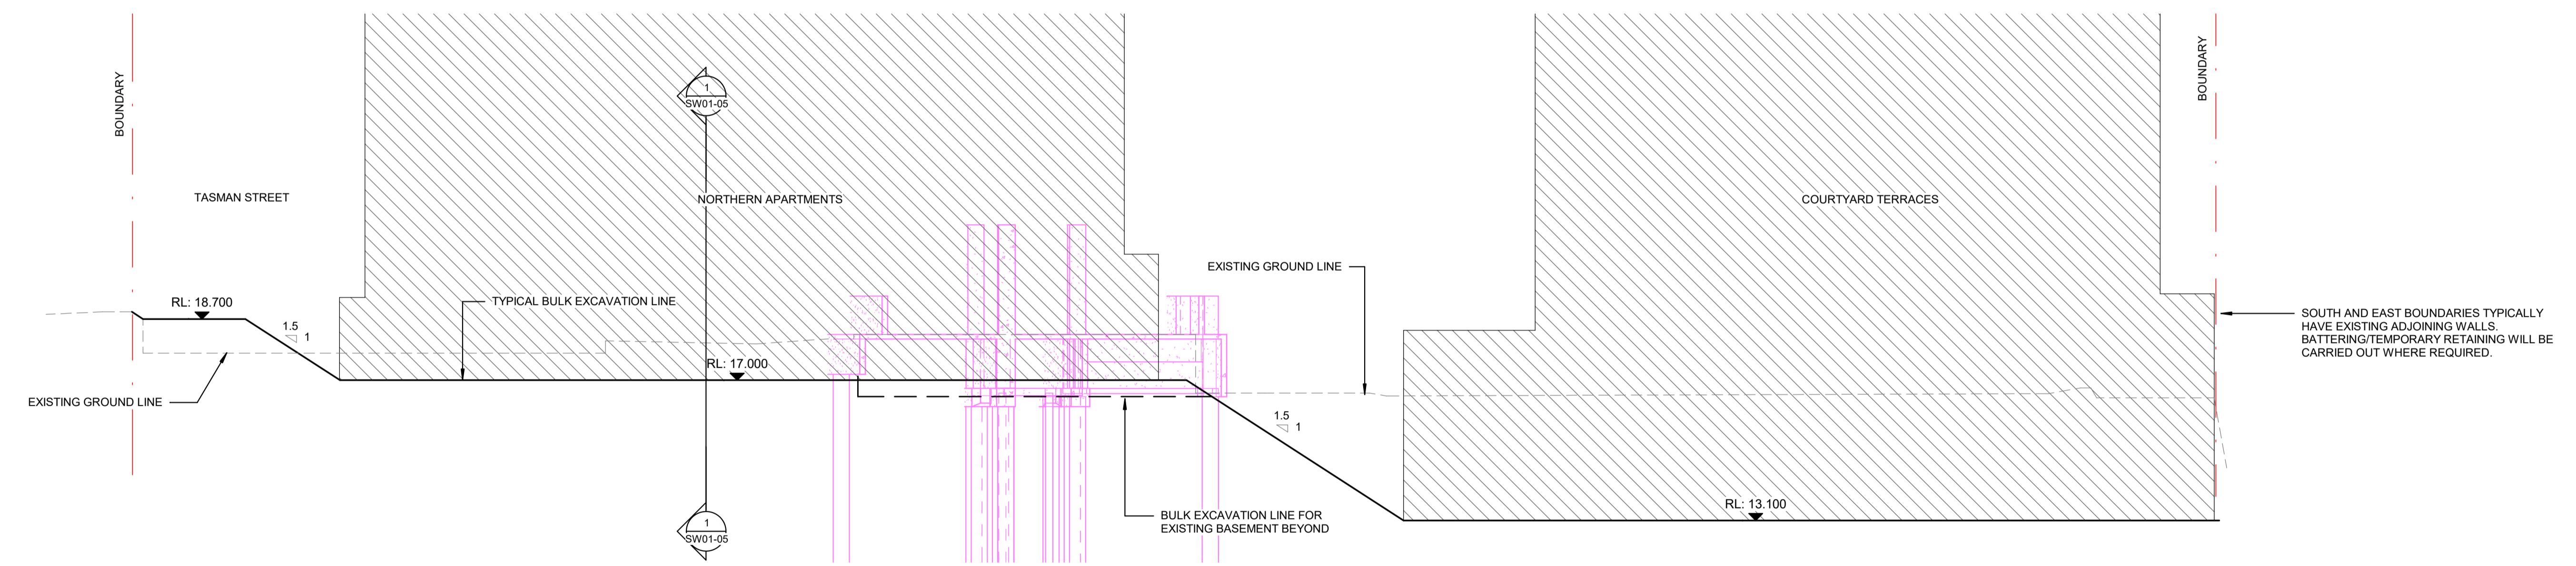 BOUNDARY
BOUNDARY
1
SW01-05
TASMAN STREET
NORTHERN APARTMENTS
COURTYARD TERRACES
EXISTING GROUND LINE
RL: 18.700
TYPICAL BULK EXCAVATION LINE
1.5
1
SOUTH AND EAST BOUNDARIES TYPICALLY
HAVE EXISTING ADJOINING WALLS.
BATTERING/TEMPORARY RETAINING WILL BE
CARRIED OUT WHERE REQUIRED.
RL: 17.000
EXISTING GROUND LINE
1.5
1
RL: 13.100
BULK EXCAVATION LINE FOR
EXISTING BASEMENT BEYOND
1
SW01-05